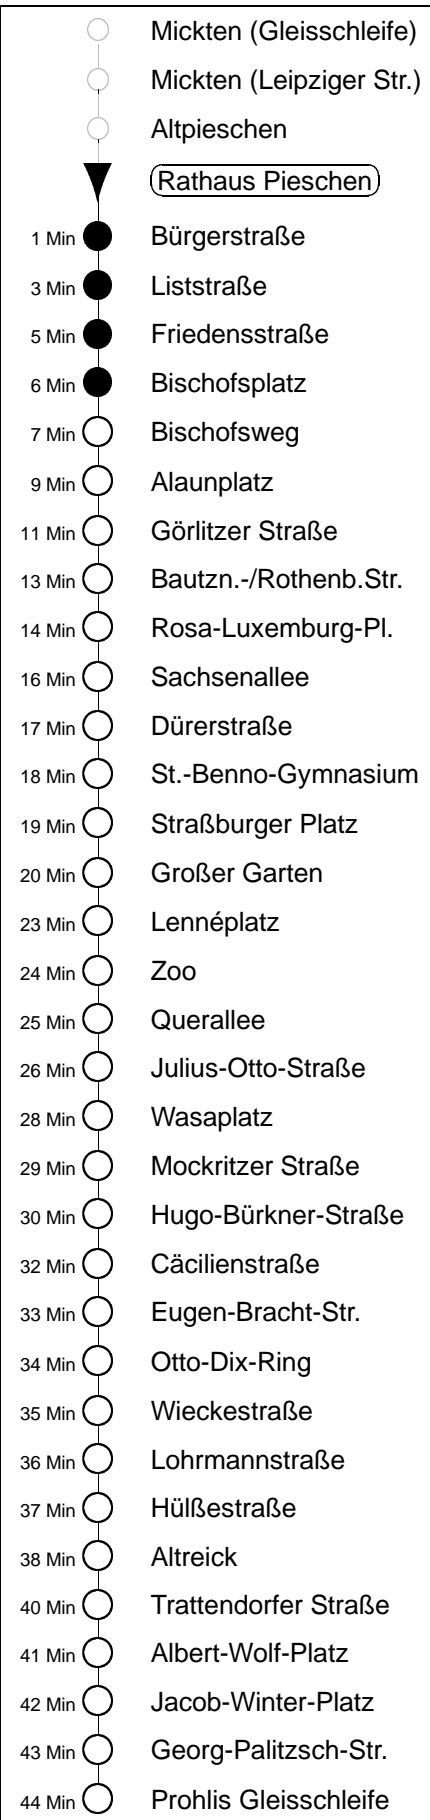 Mickten (Gleisschleife)
Mickten (Leipziger Str.)
Altpieschen
Rathaus Pieschen
1 Min Bürgerstraße
3 Min Liststraße
5 Min Friedensstraße
6 Min Bischofsplatz
7 Min Bischofsweg
9 Min Alaunplatz
11 Min Görlitzer Straße
13 Min Bautzn.-/Rothenb.Str.
14 Min Rosa-Luxemburg-Pl.
16 Min Sachsenallee
17 Min Dürerstraße
18 Min St.-Benno-Gymnasium
19 Min Straßburger Platz
20 Min Großer Garten
23 Min Lennéplatz
24 Min Zoo
25 Min Querallee
26 Min Julius-Otto-Straße
28 Min Wasaplatz
29 Min Mockritzer Straße
30 Min Hugo-Bürkner-Straße
32 Min Cäcilienstraße
33 Min Eugen-Bracht-Str.
34 Min Otto-Dix-Ring
35 Min Wieckestraße
36 Min Lohrmannstraße
37 Min Hülßestraße
38 Min Altreick
40 Min Trattendorfer Straße
41 Min Albert-Wolf-Platz
42 Min Jacob-Winter-Platz
43 Min Georg-Palitzsch-Str.
44 Min Prohlis Gleisschleife